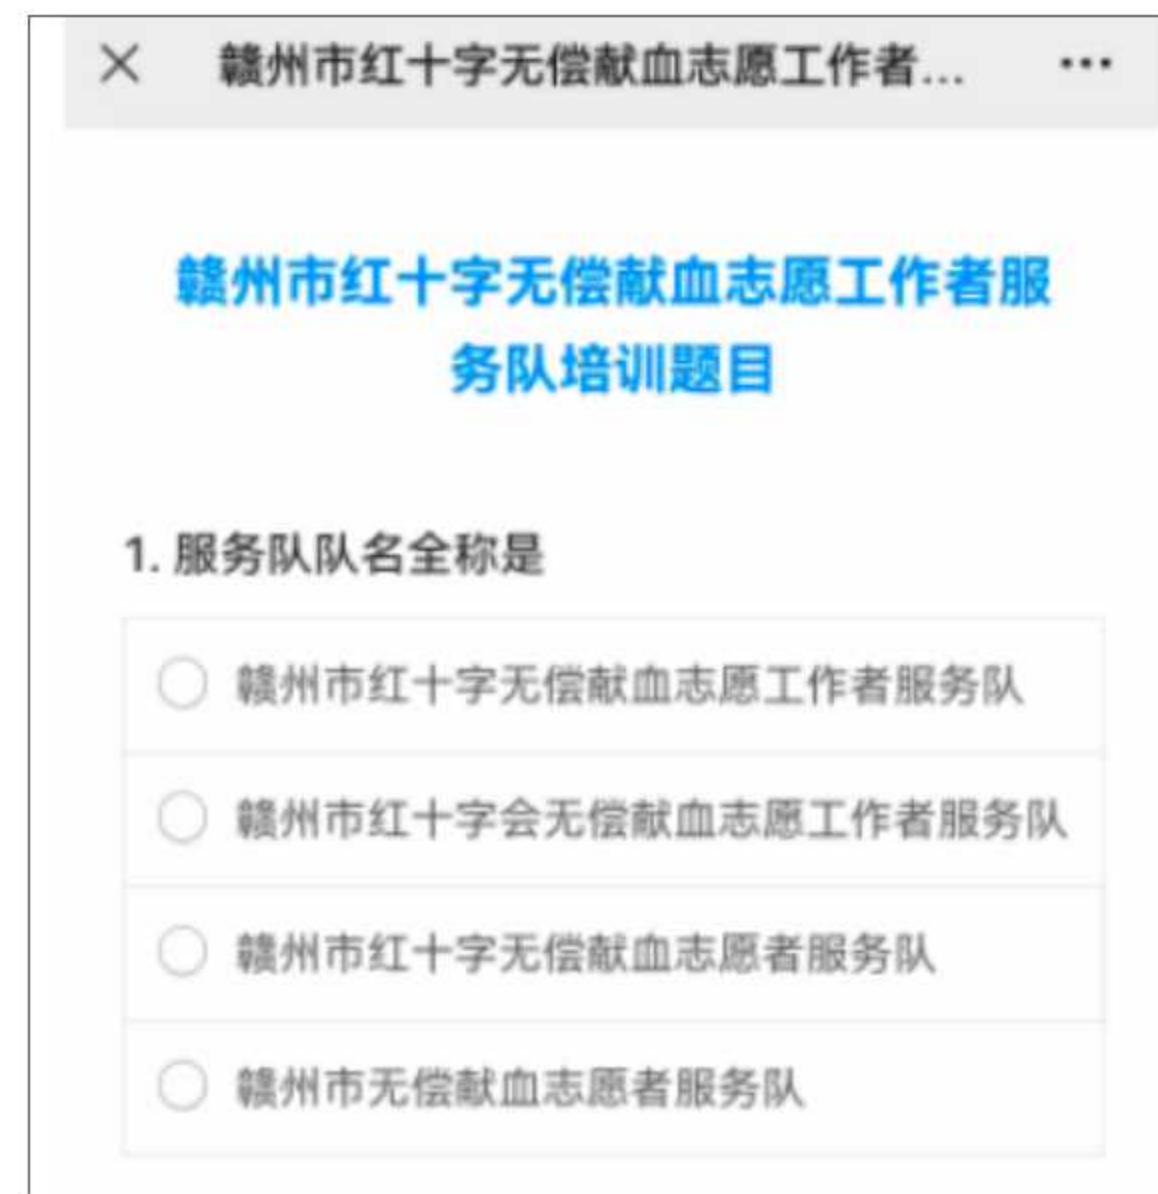 赣州市红十字无偿献血志愿工作者...
赣州市红十字无偿献血志愿工作者服
务队培训题目
1. 服务队队名全称是
赣州市红十字无偿献血志愿工作者服务队
赣州市红十字会无偿献血志愿工作者服务队
赣州市红十字无偿献血志愿者服务队
赣州市无偿献血志愿者服务队